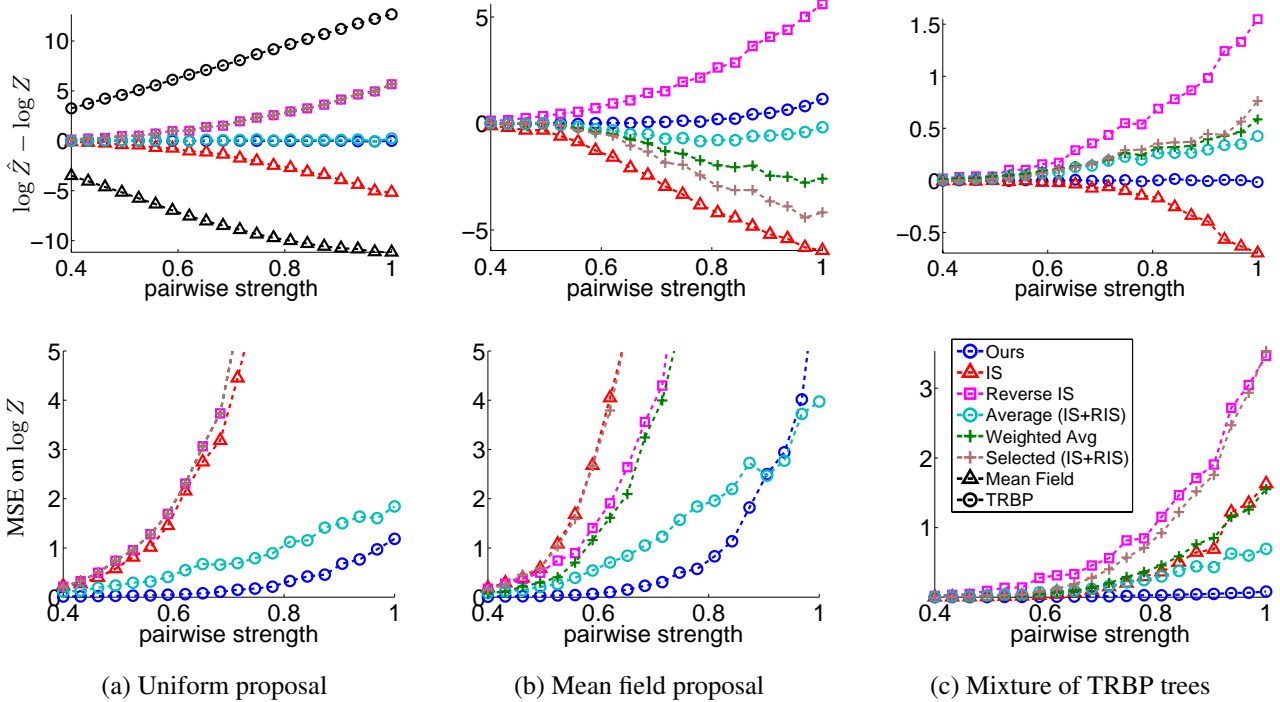 10
5
0
−5
−10
log Ẑ − log Z
0.4 0.6 0.8 1
pairwise strength
5
0
−5
0.4 0.6 0.8 1
pairwise strength
1.5
1.0
0.5
0
−0.5
0.4 0.6 0.8 1
pairwise strength
5
4
3
2
1
0
MSE on log Z
0.4 0.6 0.8 1
pairwise strength
5
4
3
2
1
0
0.4 0.6 0.8 1
pairwise strength
Ours
IS
Reverse IS
Average (IS+RIS)
Weighted Avg
Selected (IS+RIS)
Mean Field
TRBP
3
2
1
0.4 0.6 0.8 1
pairwise strength
(a) Uniform proposal
(b) Mean field proposal
(c) Mixture of TRBP trees